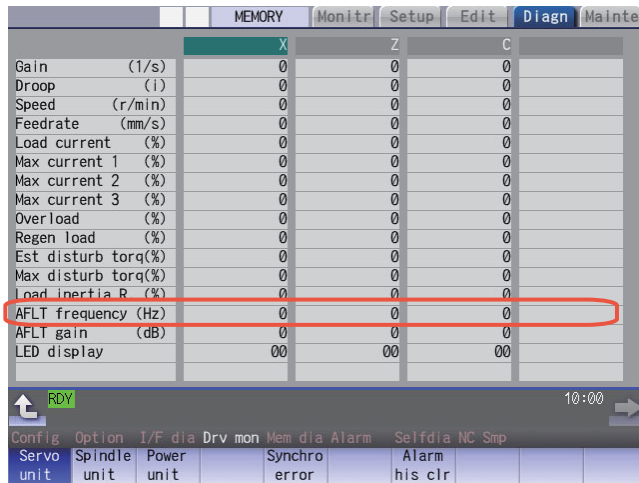 MEMORY Monitr Setup Edit Diagn Mainte
X Z C
Gain (1/s) 0 0 0
Droop (i) 0 0 0
Speed (r/min) 0 0 0
Feedrate (mm/s) 0 0 0
Load current (%) 0 0 0
Max current 1 (%) 0 0 0
Max current 2 (%) 0 0 0
Max current 3 (%) 0 0 0
Overload (%) 0 0 0
Regen load (%) 0 0 0
Est disturb torq(%) 0 0 0
Max disturb torq(%) 0 0 0
Load inertia R (%) 0 0 0
AFLT frequency (Hz) 0 0 0
AFLT gain (dB) 0 0 0
LED display 00 00 00
RDY 10:00
Config Option I/F dia Drv mon Mem dia Alarm Selfdia NC Smp
Servo Spindle Power Synchro Alarm
unit unit unit error his clr